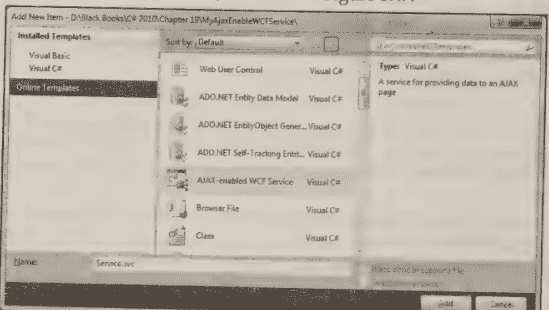 Add New Item - D:\Black Books\C# 2010\Chapter 19\MyAjaxEnableWCFService\
Installed Templates
Visual Basic
Visual C#
Online Templates
Sort by: Default
Web User Control Visual C#
ADO.NET Entity Data Model Visual C#
ADO.NET EntityObject Gener... Visual C#
ADO.NET Self-Tracking Entit... Visual C#
AJAX-enabled WCF Service Visual C#
Browser File Visual C#
Class Visual C#
Type: Visual C#
A service for providing data to an AJAX
page
Name: Service.svc
Add Cancel